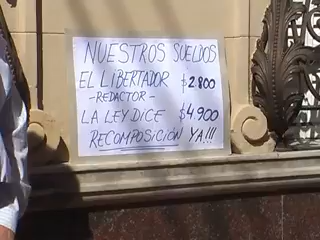 NUESTROS SUELDOS
EL LIBERTADOR $2.800
-REDACTOR-
LA LEY DICE $4.900
RECOMPOSICIÓN YA!!!